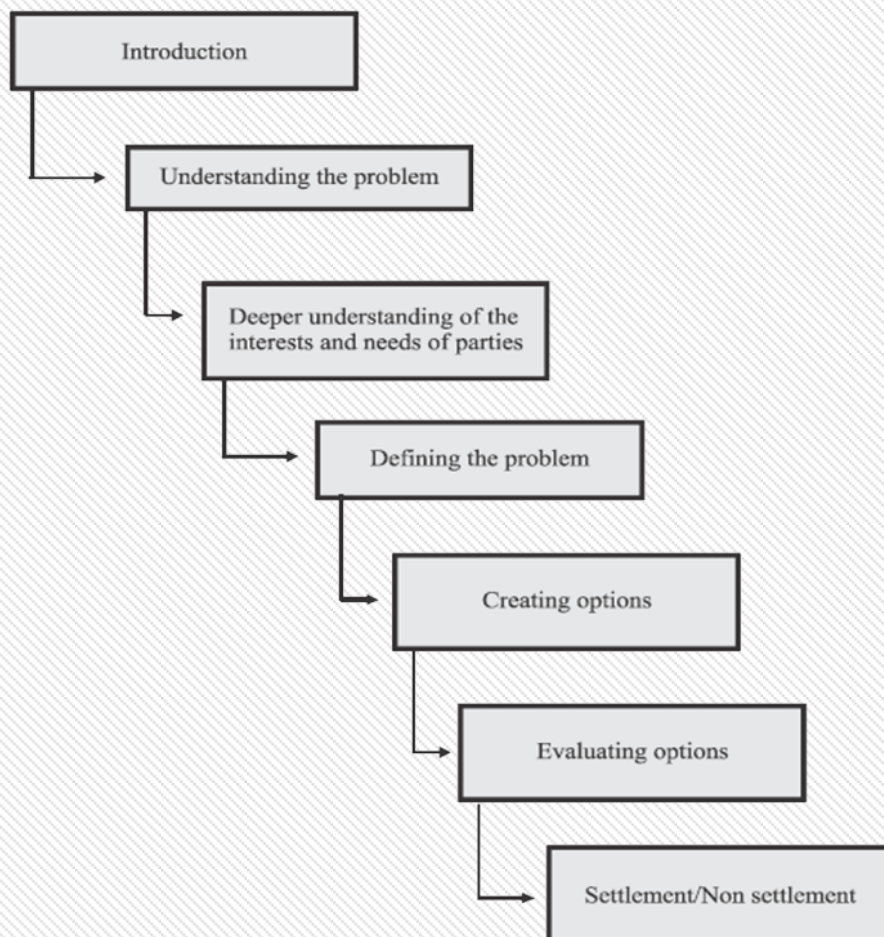 Introduction
Understanding the problem
Deeper understanding of the
interests and needs of parties
Defining the problem
Creating options
Evaluating options
Settlement/Non settlement